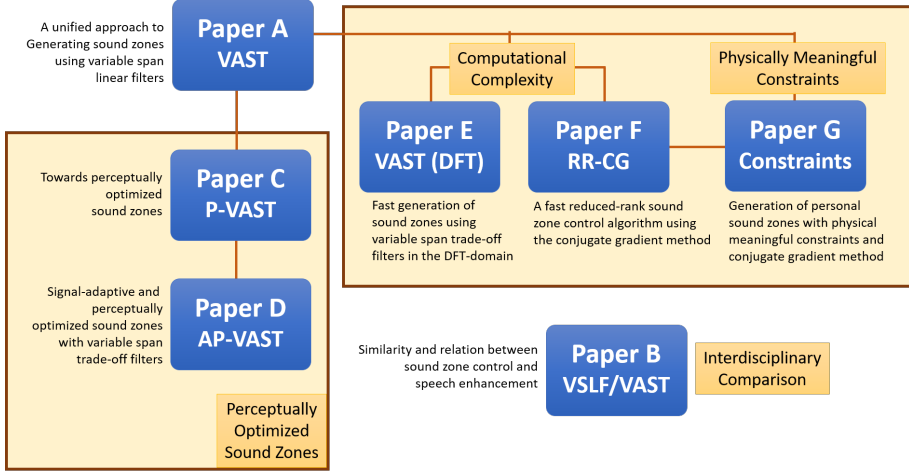 A unified approach to
Generating sound zones
using variable span
linear filters
Paper A
VAST
Computational
Complexity
Physically Meaningful
Constraints
Paper E
VAST (DFT)
Paper F
RR-CG
Paper G
Constraints
Fast generation of
sound zones using
variable span trade-off
filters in the DFT-domain
A fast reduced-rank sound
zone control algorithm using
the conjugate gradient method
Generation of personal
sound zones with physical
meaningful constraints and
conjugate gradient method
Towards perceptually
optimized
sound zones
Paper C
P-VAST
Signal-adaptive and
perceptually
optimized sound zones
with variable span
trade-off filters
Paper D
AP-VAST
Perceptually
Optimized
Sound Zones
Similarity and relation between
sound zone control and
speech enhancement
Paper B
VSLF/VAST
Interdisciplinary
Comparison